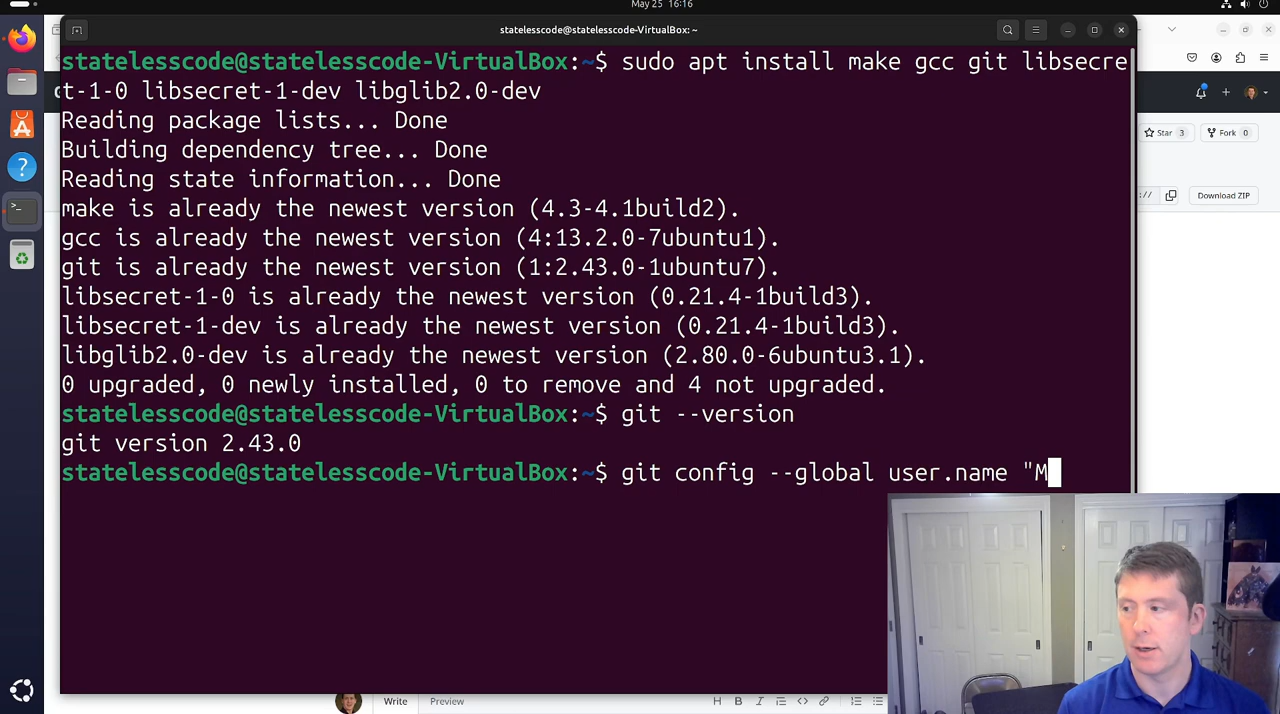 May 25 16:16
statelesscode@statelesscode-VirtualBox: ~
statelesscode@statelesscode-VirtualBox:~$ sudo apt install make gcc git libsecre
t-1-0 libsecret-1-dev libglib2.0-dev
Reading package lists... Done
Building dependency tree... Done
Reading state information... Done
make is already the newest version (4.3-4.1build2).
gcc is already the newest version (4:13.2.0-7ubuntu1).
git is already the newest version (1:2.43.0-1ubuntu7).
libsecret-1-0 is already the newest version (0.21.4-1build3).
libsecret-1-dev is already the newest version (0.21.4-1build3).
libglib2.0-dev is already the newest version (2.80.0-6ubuntu3.1).
0 upgraded, 0 newly installed, 0 to remove and 4 not upgraded.
statelesscode@statelesscode-VirtualBox:~$ git --version
git version 2.43.0
statelesscode@statelesscode-VirtualBox:~$ git config --global user.name "M
Star 3 Fork 0
:// Download ZIP
Write Preview H B I